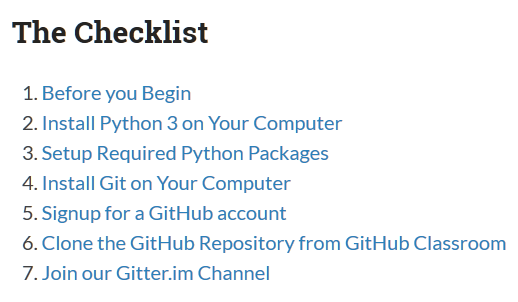 The Checklist
1. Before you Begin
2. Install Python 3 on Your Computer
3. Setup Required Python Packages
4. Install Git on Your Computer
5. Signup for a GitHub account
6. Clone the GitHub Repository from GitHub Classroom
7. Join our Gitter.im Channel